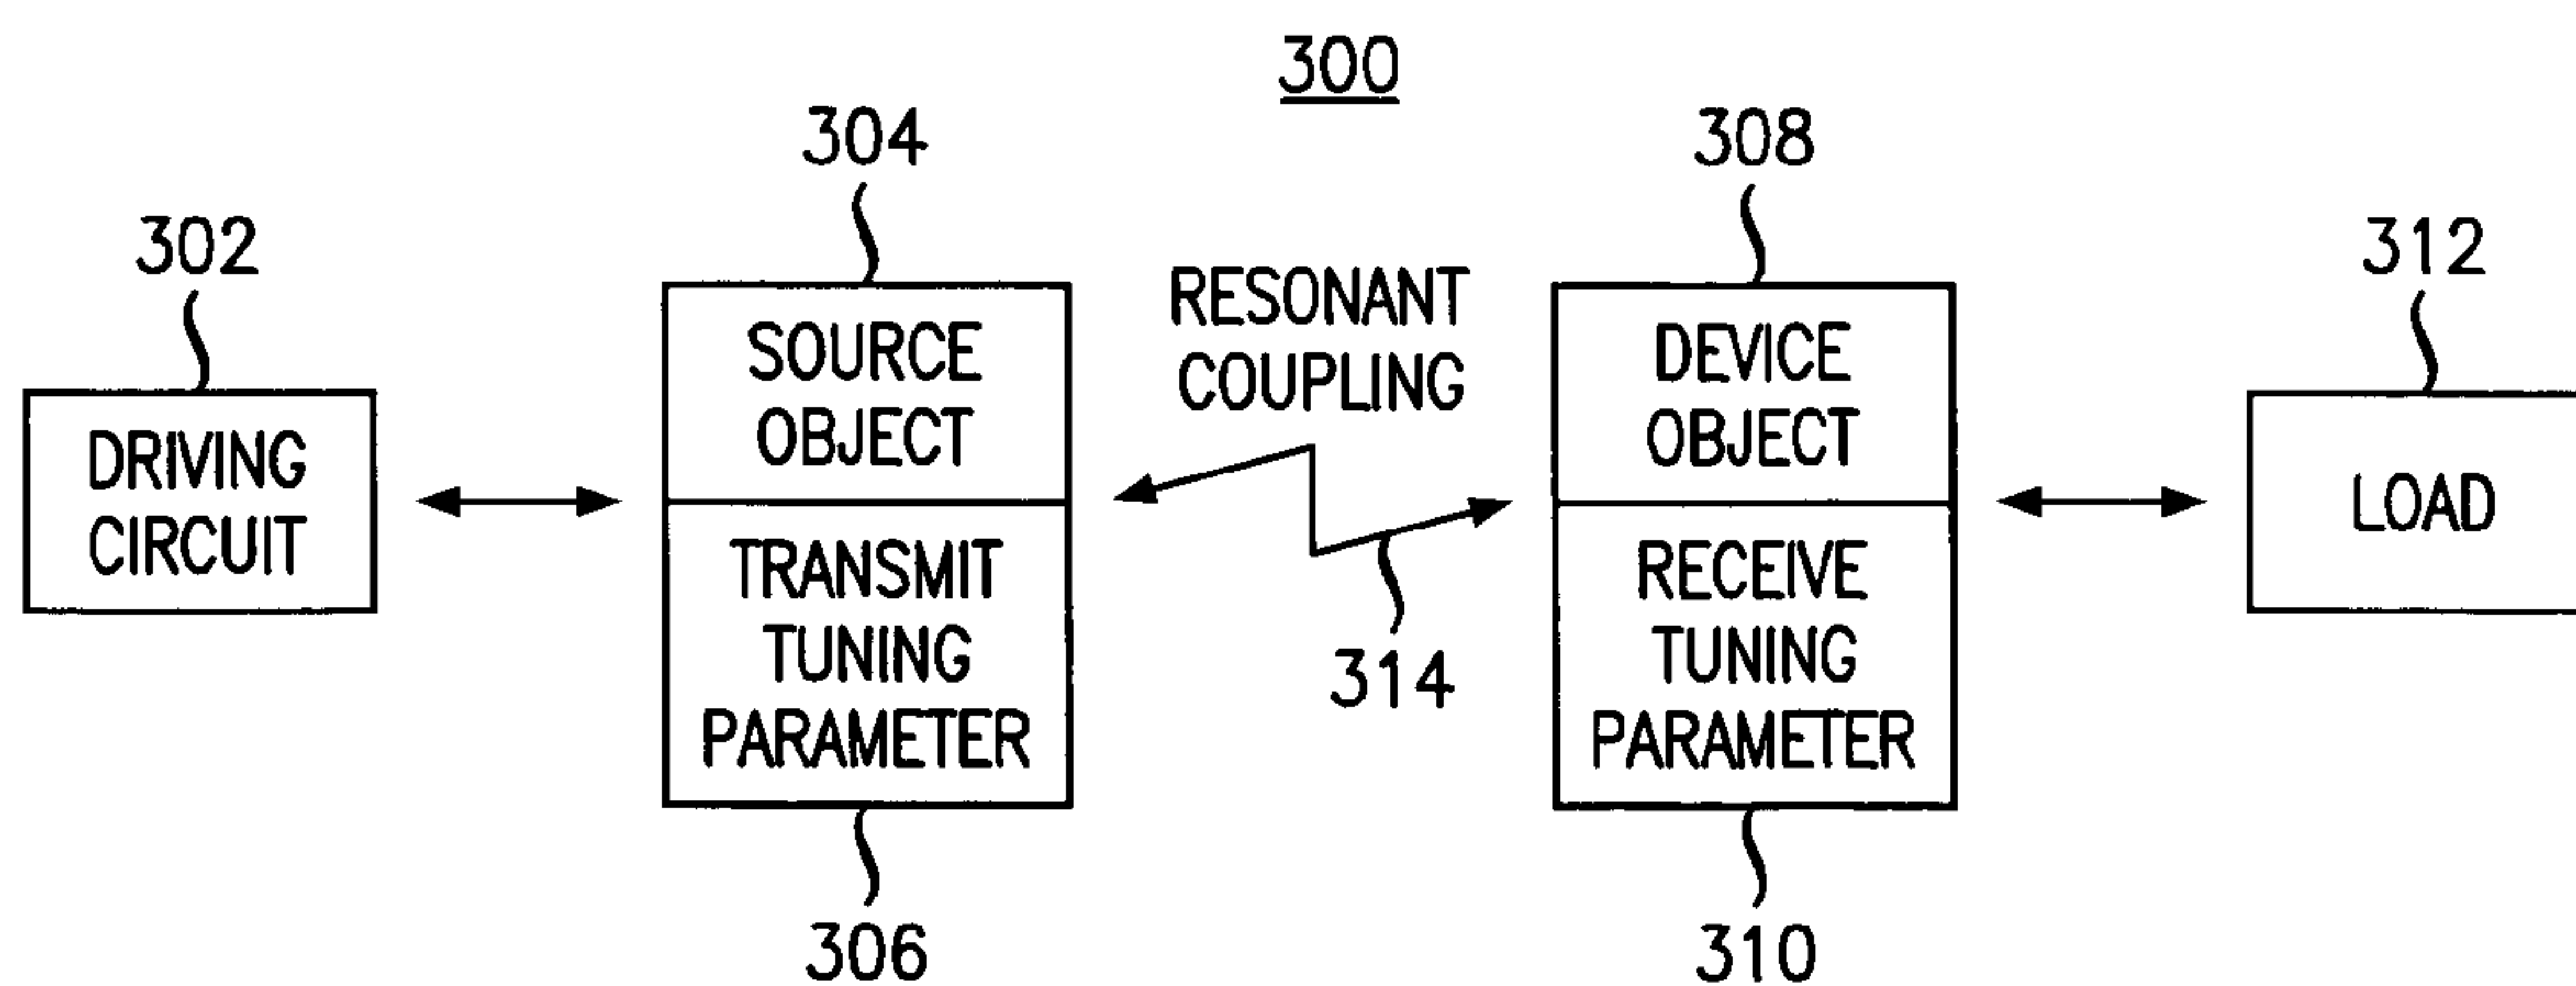 300
304
308
302
312
RESONANT
COUPLING
SOURCE
OBJECT
DEVICE
OBJECT
DRIVING
CIRCUIT
LOAD
TRANSMIT
TUNING
PARAMETER
RECEIVE
TUNING
PARAMETER
314
306
310